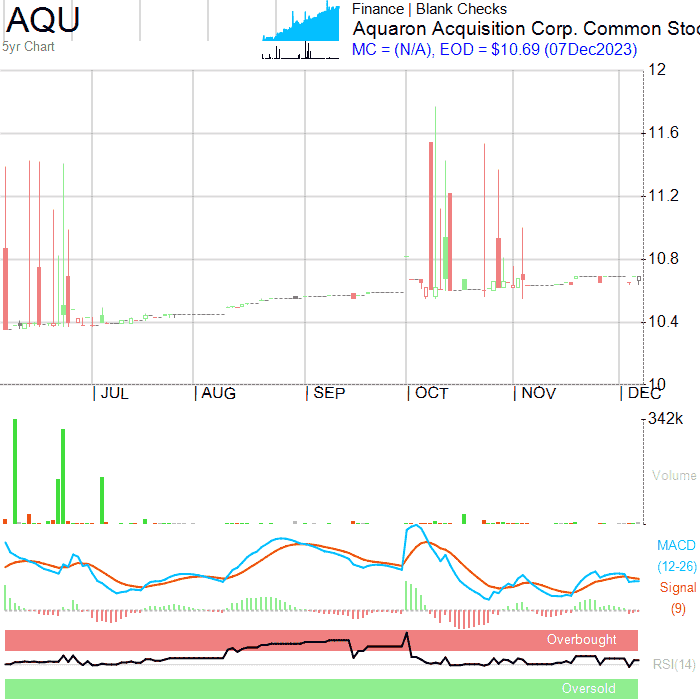 AQU
5yr Chart
Finance | Blank Checks
Aquaron Acquisition Corp. Common Sto
MC = (N/A), EOD = $10.69 (07Dec2023)
12
11.6
11.2
10.8
10.4
10
JUL AUG SEP OCT NOV DEC
342k
Volume
MACD
(12-26)
Signal
(9)
Overbought
RSI(14)
Oversold